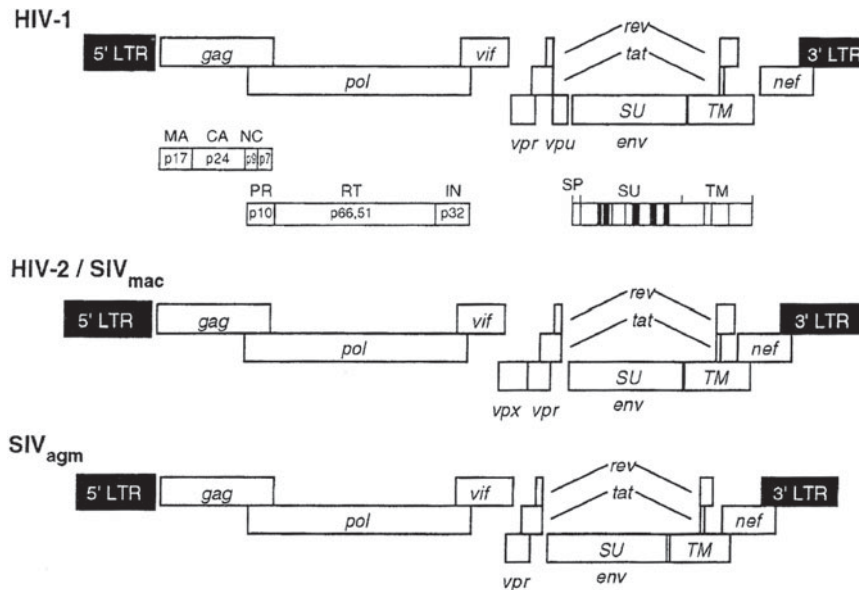 HIV-1
rev
5' LTR gag vif tat 3' LTR
pol nef
SU TM
vpr vpu env
MA CA NC
p17 p24 p9 p7
PR RT IN SP SU TM
p10 p66,51 p32
HIV-2 / SIVmac
rev
5' LTR gag vif tat 3' LTR
pol nef
SU TM
vpx vpr env
SIVagm
rev
5' LTR gag vif tat 3' LTR
pol nef
SU TM
vpr env